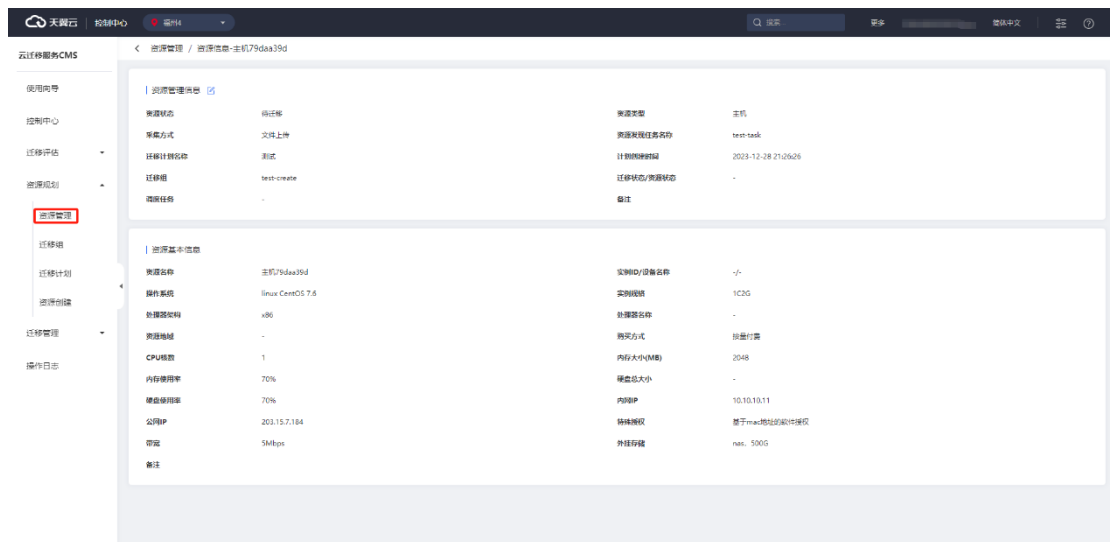 天翼云 控制中心 福州4 搜索... 更多 简体中文
云迁移服务CMS
资源管理 / 资源信息-主机79daa39d
使用向导
控制中心
迁移评估
资源规划
资源管理
迁移组
迁移计划
资源创建
迁移管理
操作日志
资源管理信息
资源状态 待迁移 资源类型 主机
采集方式 文件上传 资源发现任务名称 test-task
迁移计划名称 测试 计划创建时间 2023-12-28 21:26:26
迁移组 test-create 迁移状态/资源状态 -
调度任务 - 备注
资源基本信息
资源名称 主机79daa39d 实例ID/设备名称 -/-
操作系统 linux CentOS 7.6 实例规格 1C2G
处理器架构 x86 处理器名称 -
资源地域 - 购买方式 按量付费
CPU核数 1 内存大小(MB) 2048
内存使用率 70% 硬盘总大小 -
硬盘使用率 70% 内网IP 10.10.10.11
公网IP 203.15.7.184 特殊授权 基于mac地址的软件授权
带宽 5Mbps 外挂存储 nas、500G
备注